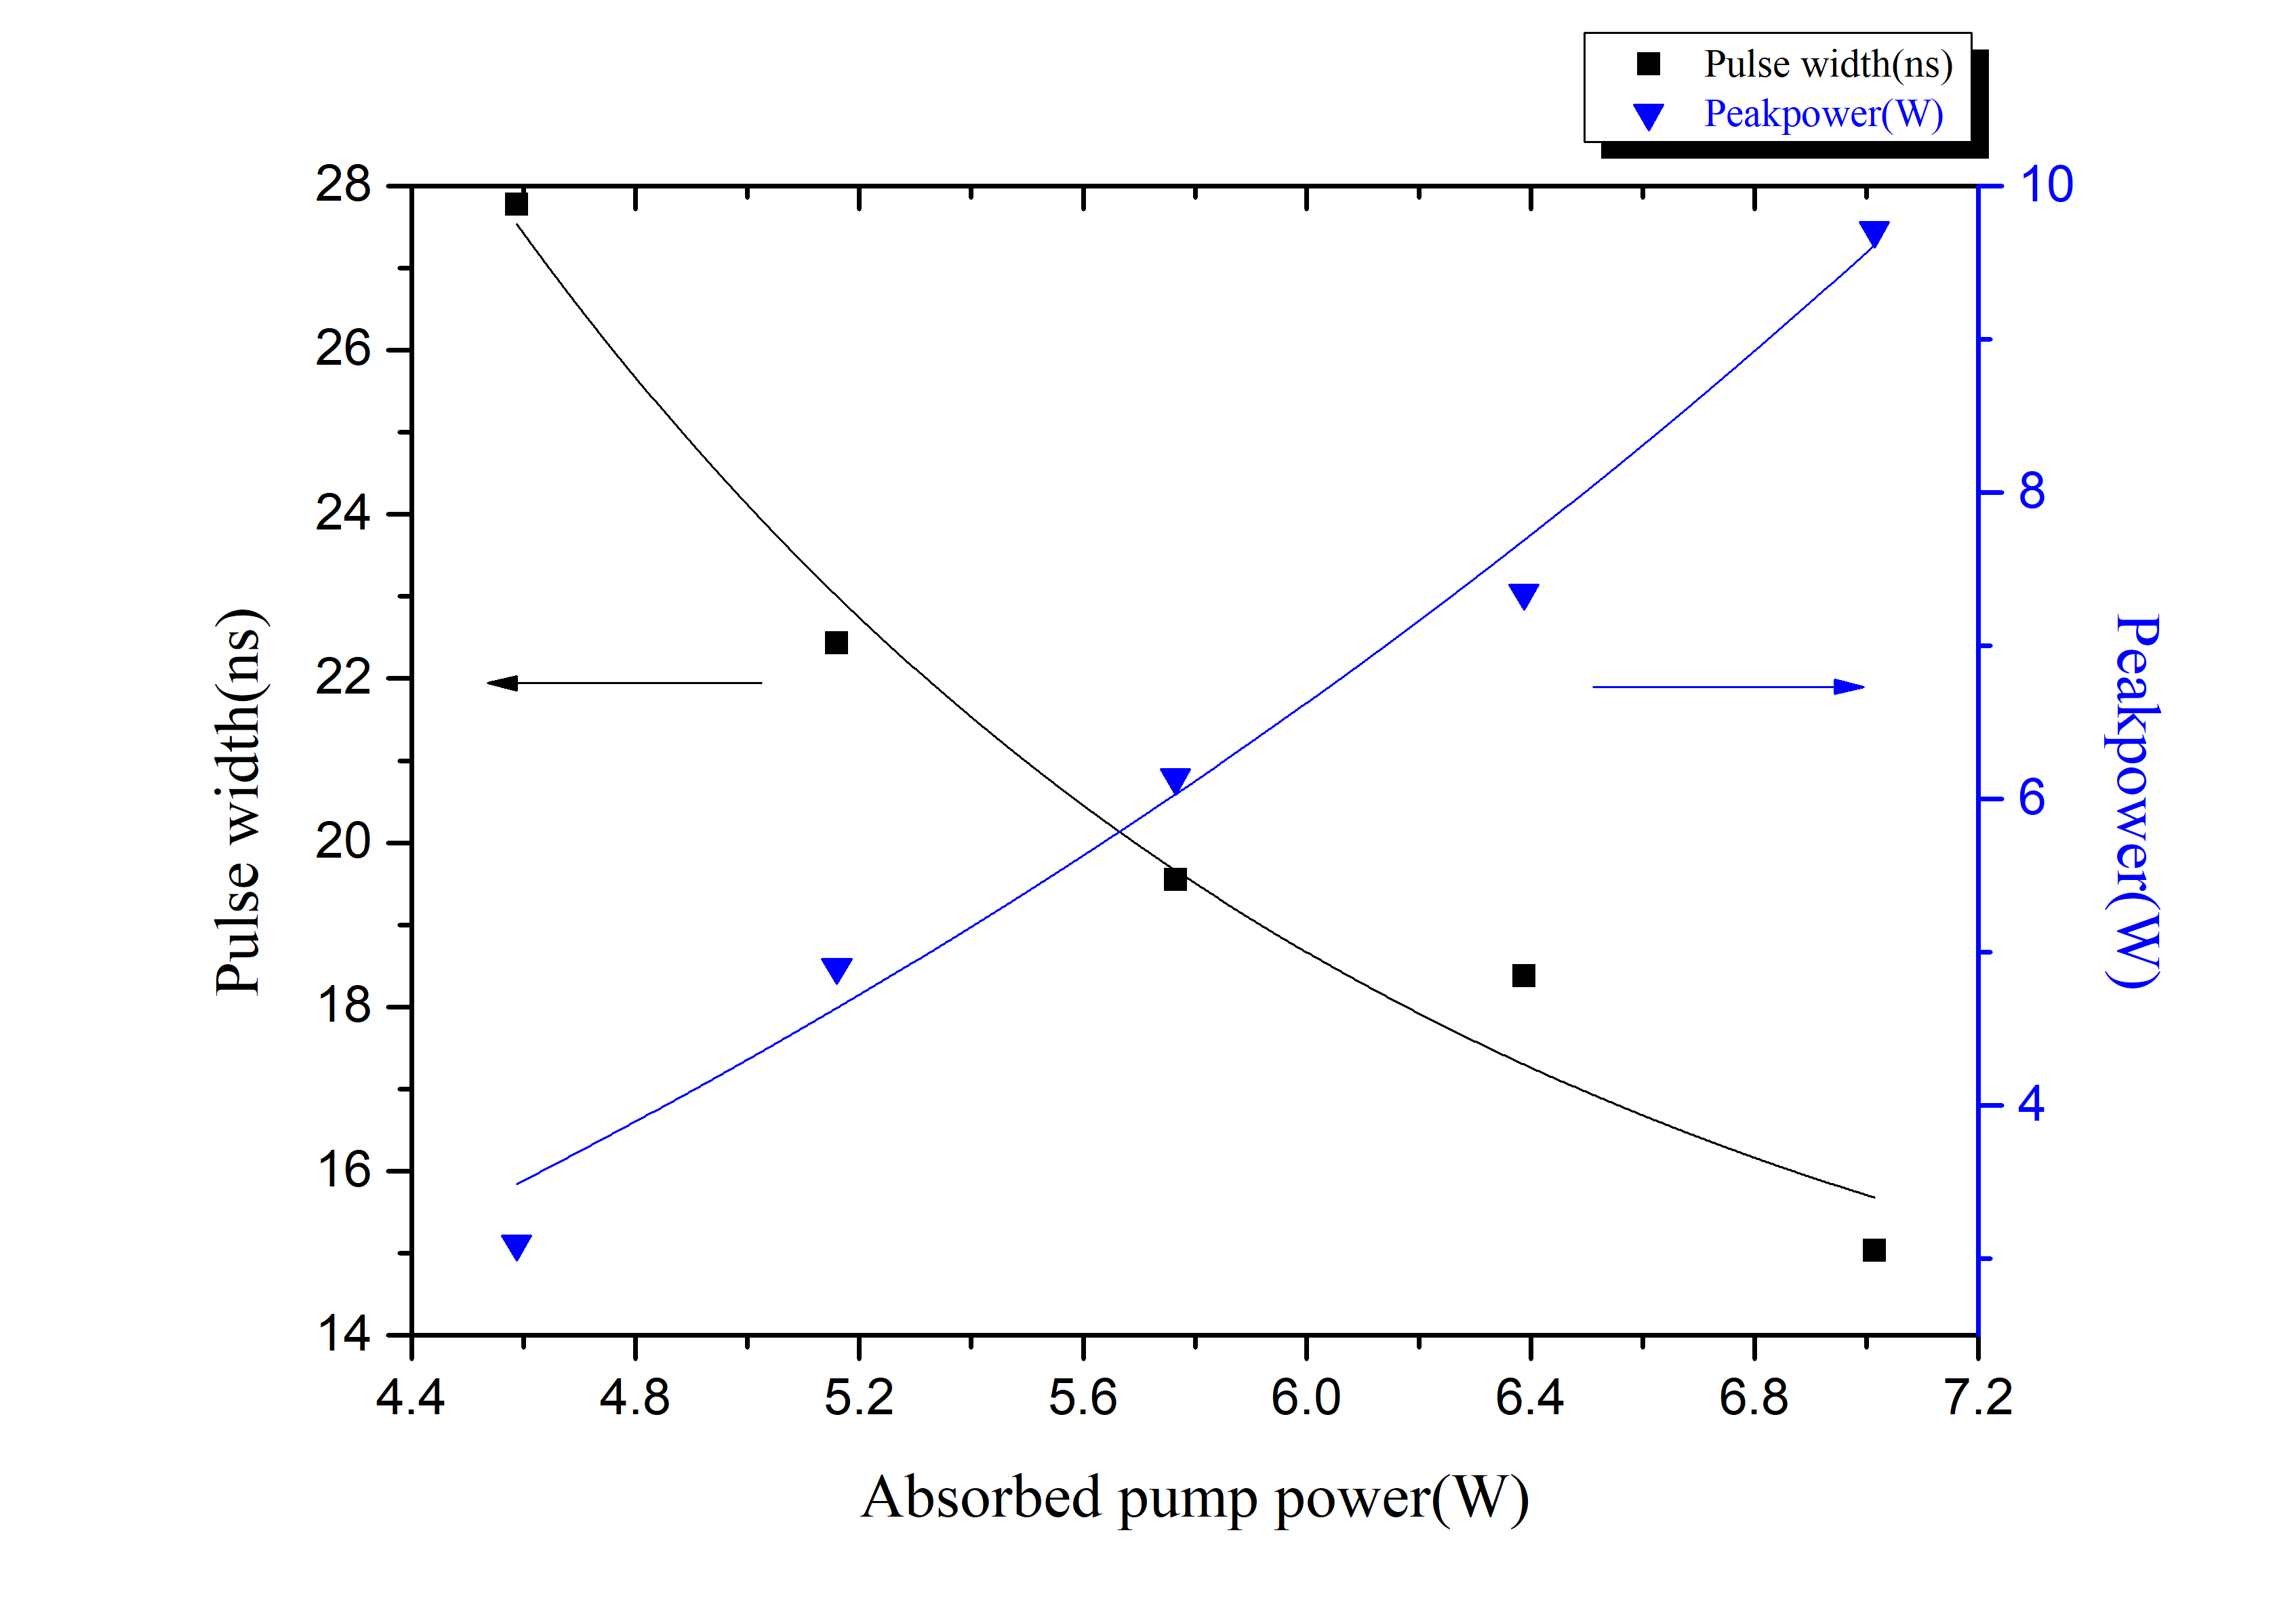 Pulse width(ns)
Peakpower(W)
28
26
24
22
20
18
16
14
Pulse width(ns)
10
8
6
4
Peakpower(W)
4.4 4.8 5.2 5.6 6.0 6.4 6.8 7.2
Absorbed pump power(W)